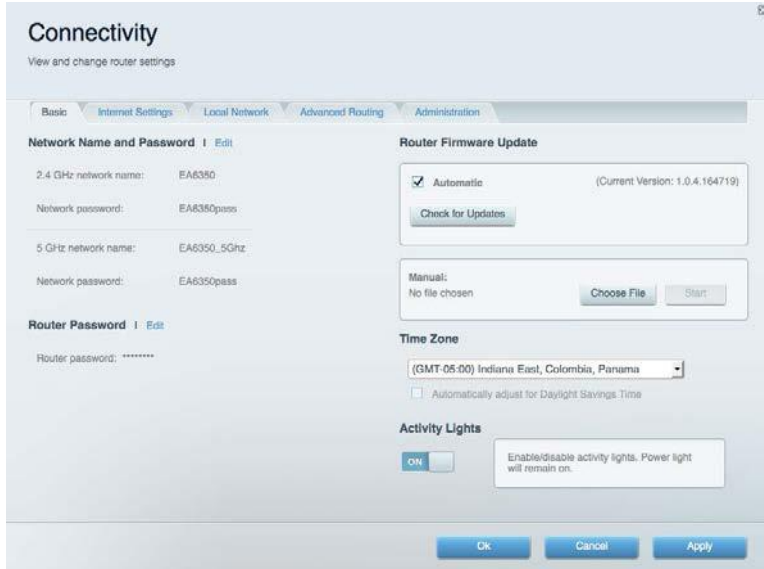 Connectivity
View and change router settings
Basic Internet Settings Local Network Advanced Routing Administration
Network Name and Password | Edit
2.4 GHz network name: EA6350
Network password: EA6350pass
5 GHz network name: EA6350_5Ghz
Network password: EA6350pass
Router Password | Edit
Router password: ********
Router Firmware Update
Automatic (Current Version: 1.0.4.164719)
Check for Updates
Manual:
No file chosen Choose File Start
Time Zone
(GMT-05:00) Indiana East, Colombia, Panama
Automatically adjust for Daylight Savings Time
Activity Lights
ON
Enable/disable activity lights. Power light
will remain on.
Ok Cancel Apply